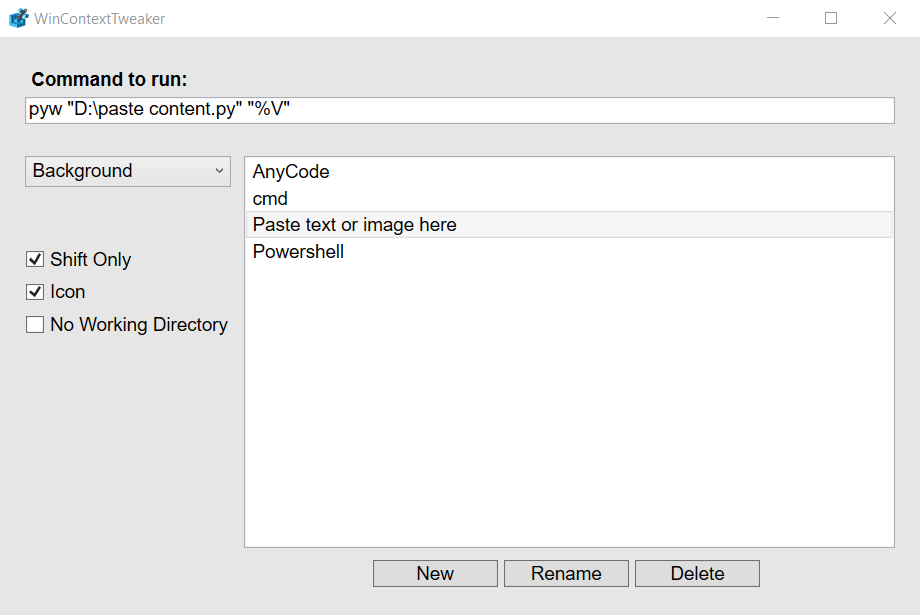 WinContextTweaker
Command to run:
pyw "D:\paste content.py" "%V"
Background
AnyCode
cmd
Paste text or image here
Powershell
Shift Only
Icon
No Working Directory
New
Rename
Delete